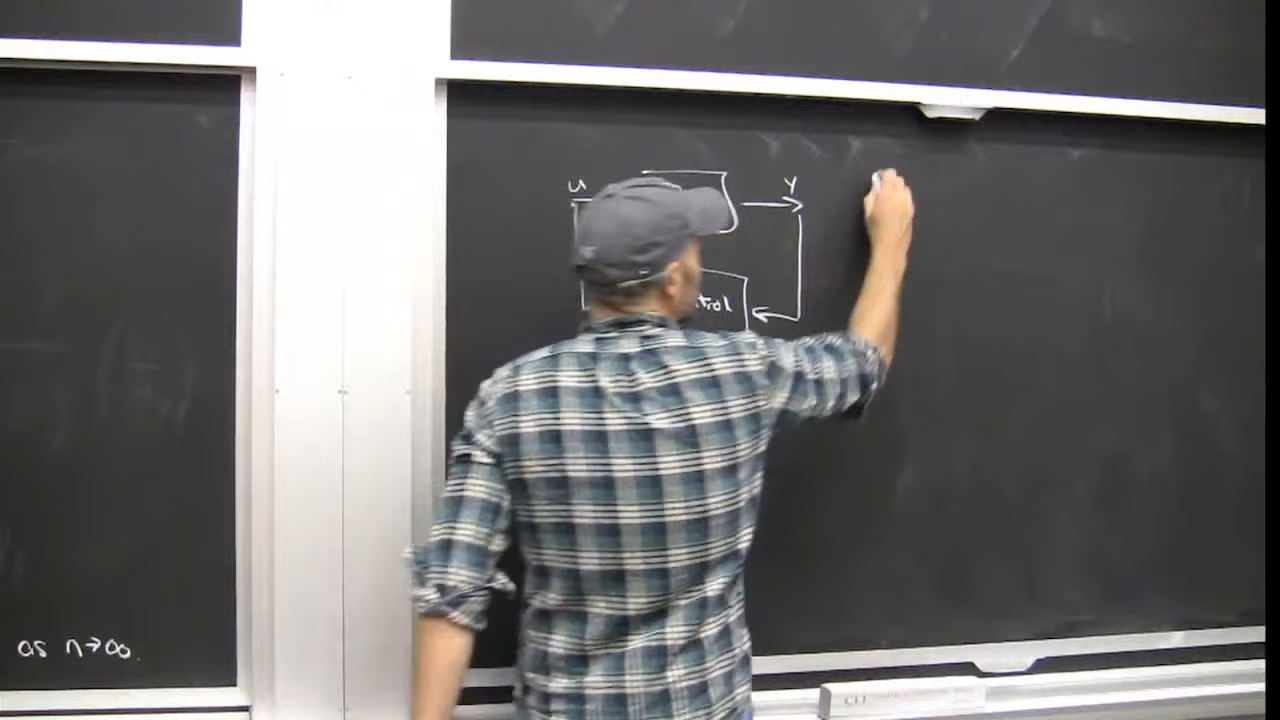 u
y
trol
as n→∞.